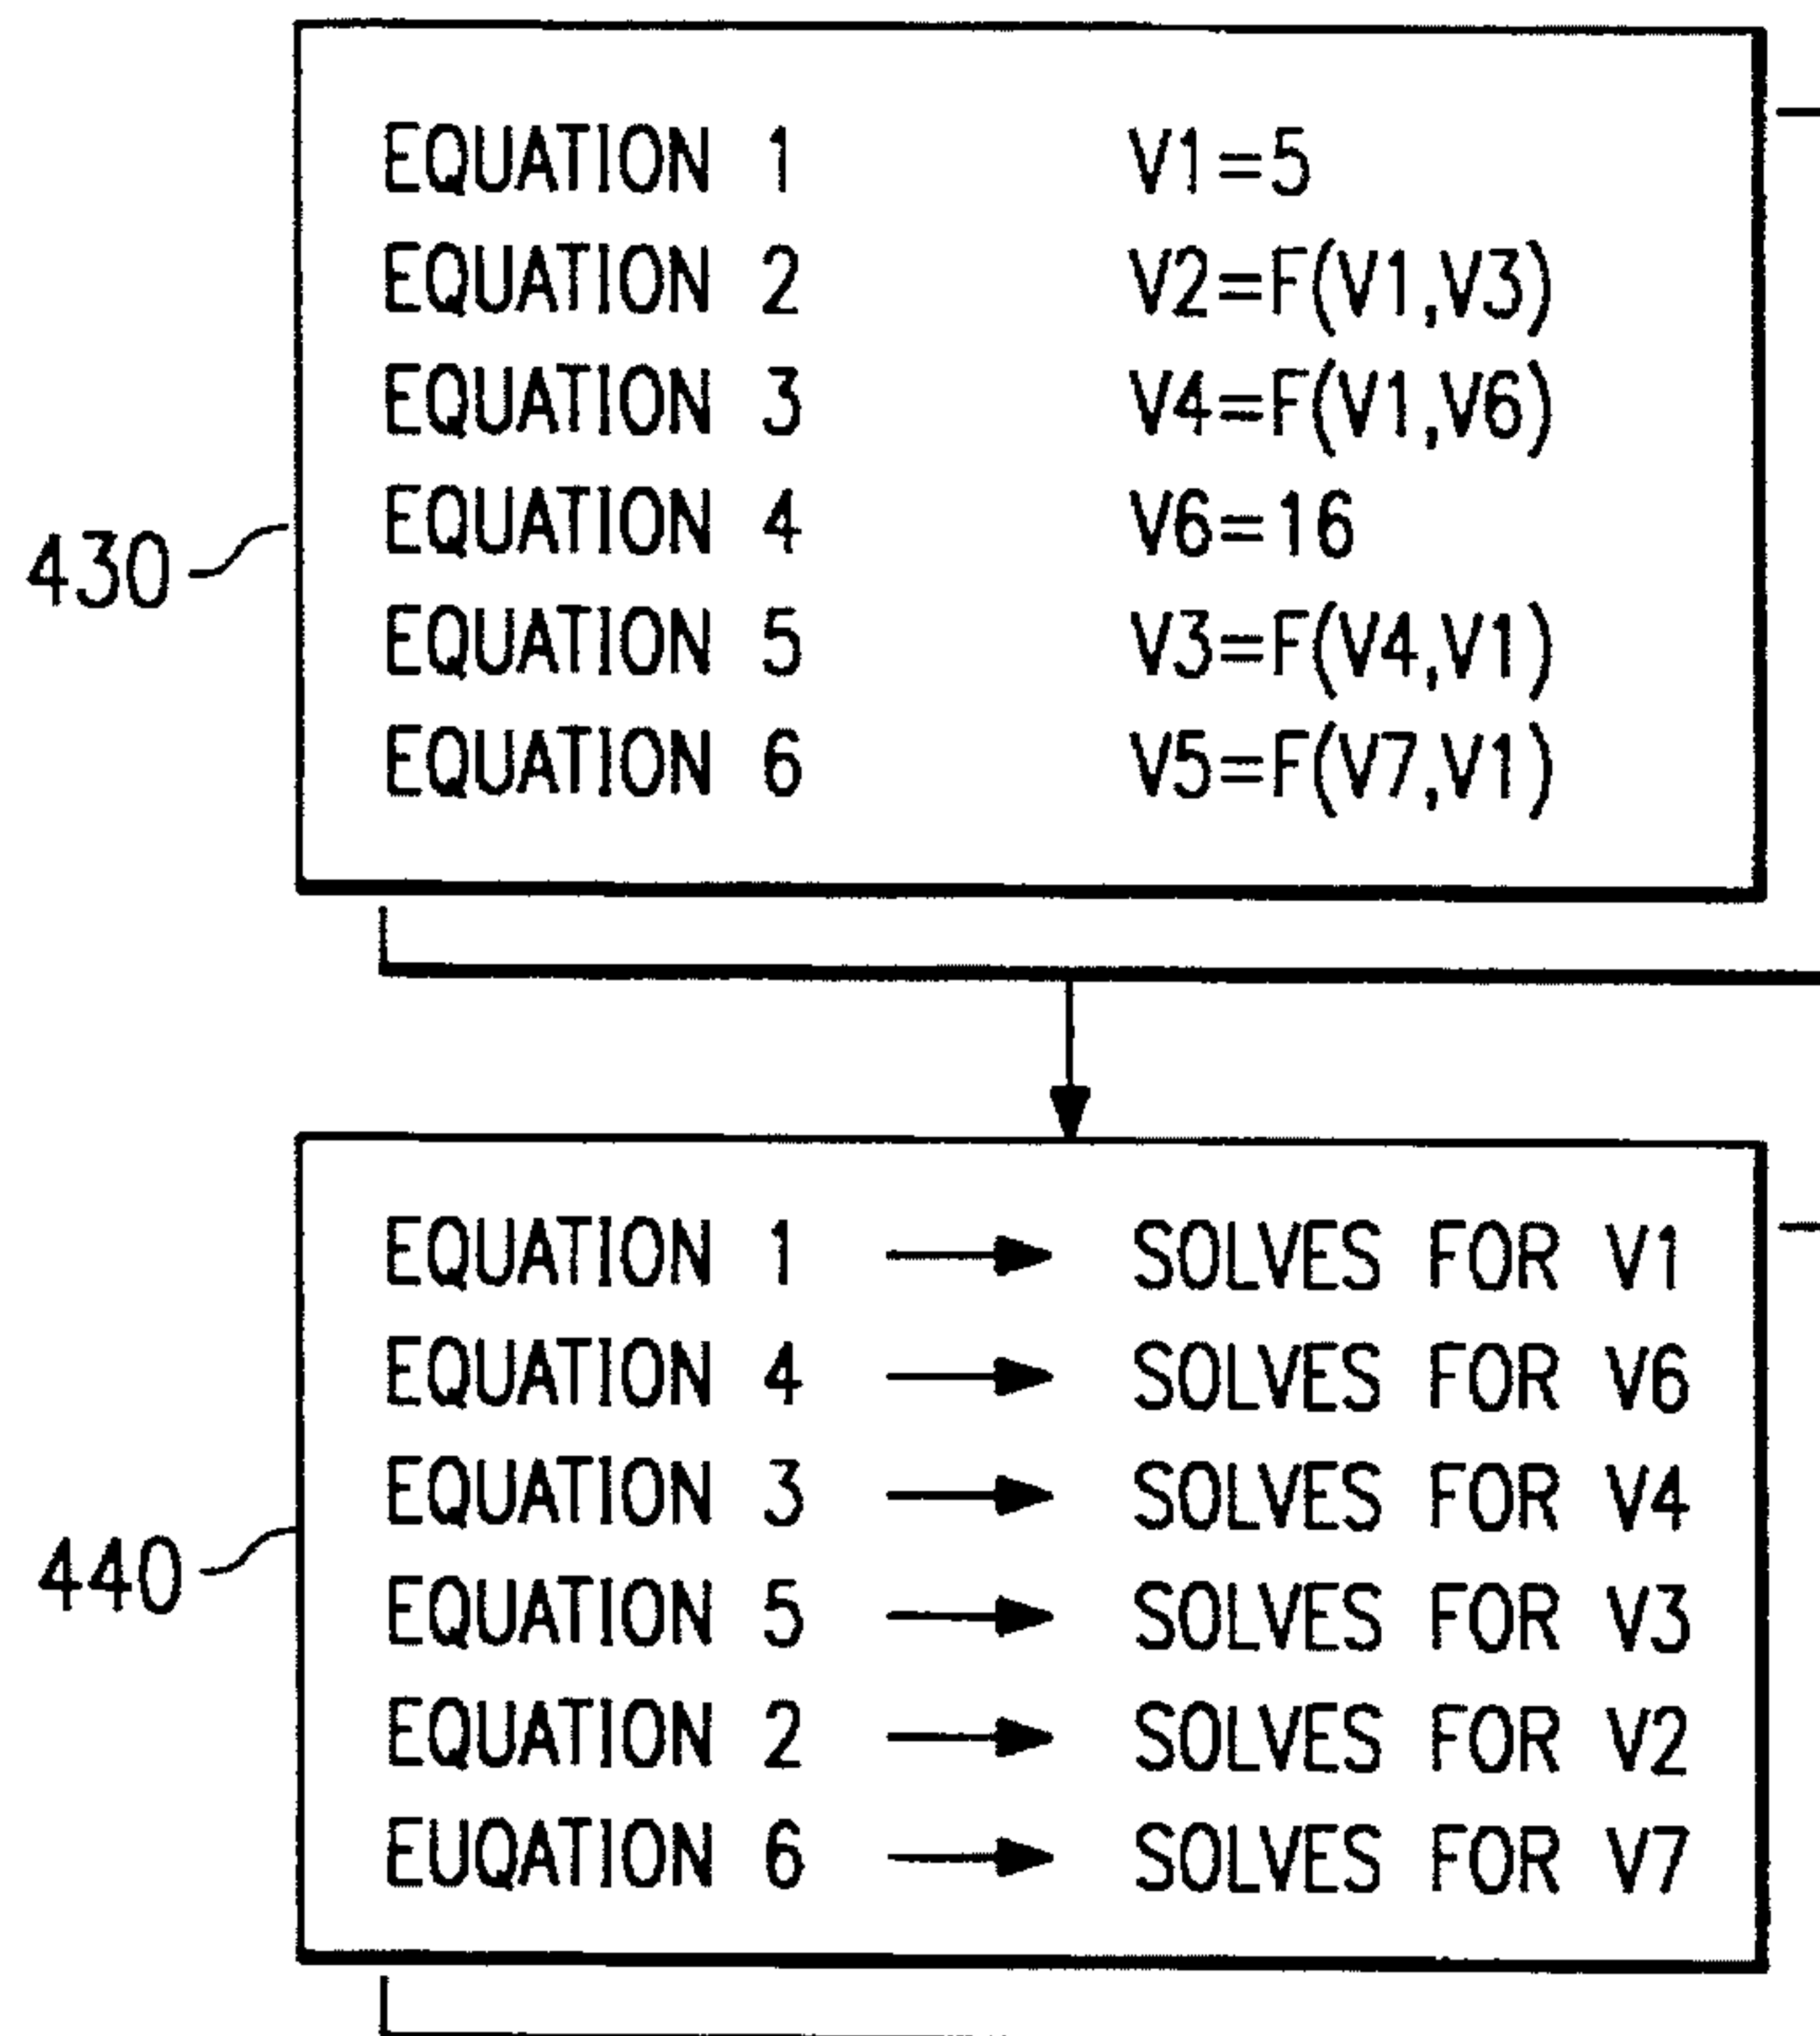 EQUATION 1 V1=5
EQUATION 2 V2=F(V1,V3)
EQUATION 3 V4=F(V1,V6)
EQUATION 4 V6=16
430
EQUATION 5 V3=F(V4,V1)
EQUATION 6 V5=F(V7,V1)
EQUATION 1 SOLVES FOR V1
EQUATION 4 SOLVES FOR V6
EQUATION 3 SOLVES FOR V4
440
EQUATION 5 SOLVES FOR V3
EQUATION 2 SOLVES FOR V2
EUQATION 6 SOLVES FOR V7